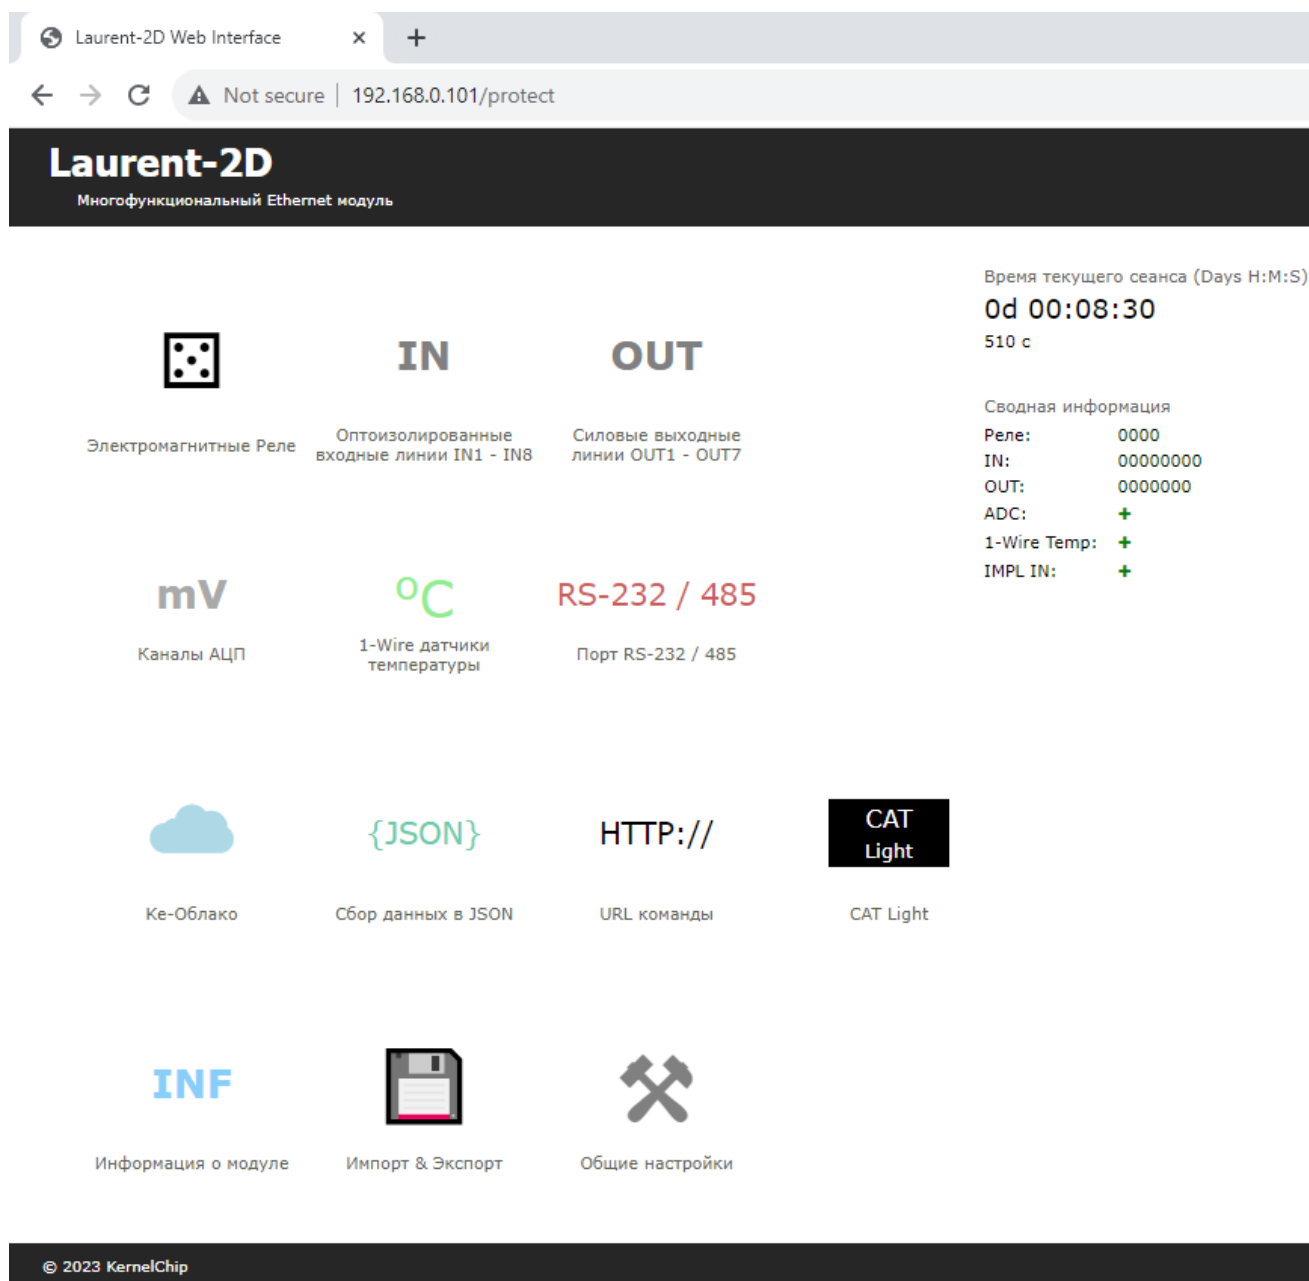 Laurent-2D Web Interface
Not secure | 192.168.0.101/protect
Laurent-2D
Многофункциональный Ethernet модуль
Время текущего сеанса (Days H:M:S)
0d 00:08:30
510 с
Сводная информация
Реле: 0000
IN: 00000000
OUT: 0000000
ADC: +
1-Wire Temp: +
IMPL IN: +
IN
OUT
Электромагнитные Реле
Оптоизолированные
входные линии IN1 - IN8
Силовые выходные
линии OUT1 - OUT7
mV
ºC
RS-232 / 485
Каналы АЦП
1-Wire датчики
температуры
Порт RS-232 / 485
{JSON}
HTTP://
CAT
Light
Ке-Облако
Сбор данных в JSON
URL команды
CAT Light
INF
Информация о модуле
Импорт & Экспорт
Общие настройки
© 2023 KernelChip